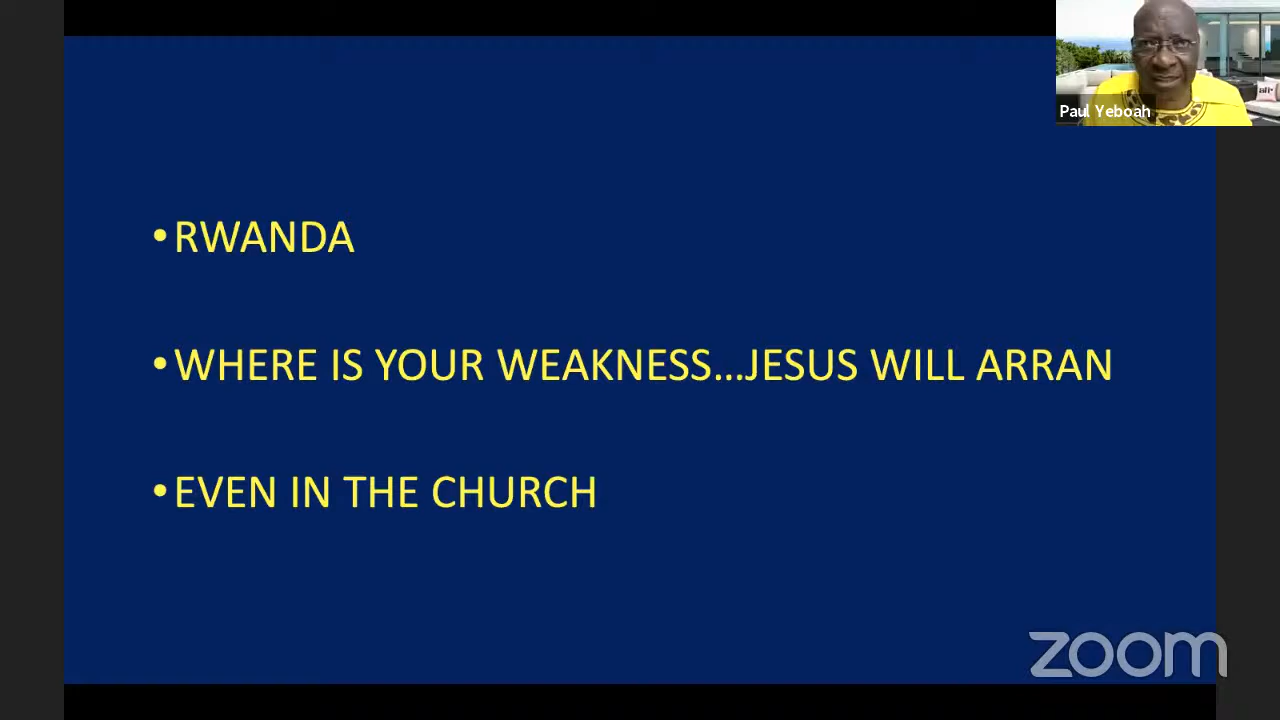 Paul Yeboah
•RWANDA
•WHERE IS YOUR WEAKNESS...JESUS WILL ARRAN
•EVEN IN THE CHURCH
zoom